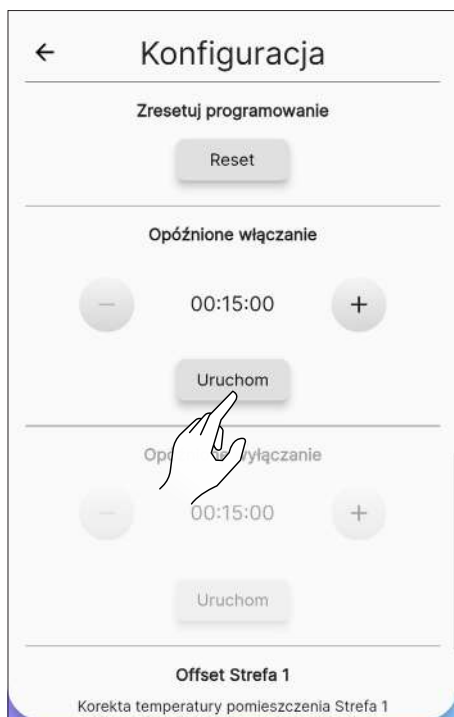 ← Konfiguracja
Zresetuj programowanie
Reset
Opóźnione włączanie
− 00:15:00 +
Uruchom
wyłączanie
− 00:15:00 +
Uruchom
Offset Strefa 1
Korekta temperatury pomieszczenia Strefa 1